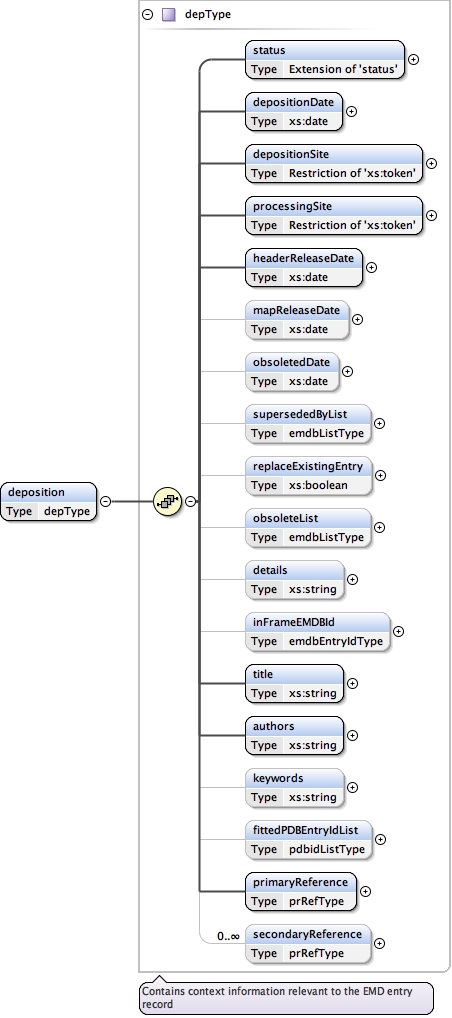 depType
status
Type Extension of 'status'
depositionDate
Type xs:date
depositionSite
Type Restriction of 'xs:token'
processingSite
Type Restriction of 'xs:token'
headerReleaseDate
Type xs:date
mapReleaseDate
Type xs:date
obsoletedDate
Type xs:date
supersededByList
Type emdbListType
replaceExistingEntry
Type xs:boolean
deposition
Type depType
obsoleteList
Type emdbListType
details
Type xs:string
inFrameEMDBId
Type emdbEntryIdType
title
Type xs:string
authors
Type xs:string
keywords
Type xs:string
fittedPDBEntryIdList
Type pdbidListType
primaryReference
Type prRefType
0..∞ secondaryReference
Type prRefType
Contains context information relevant to the EMD entry
record